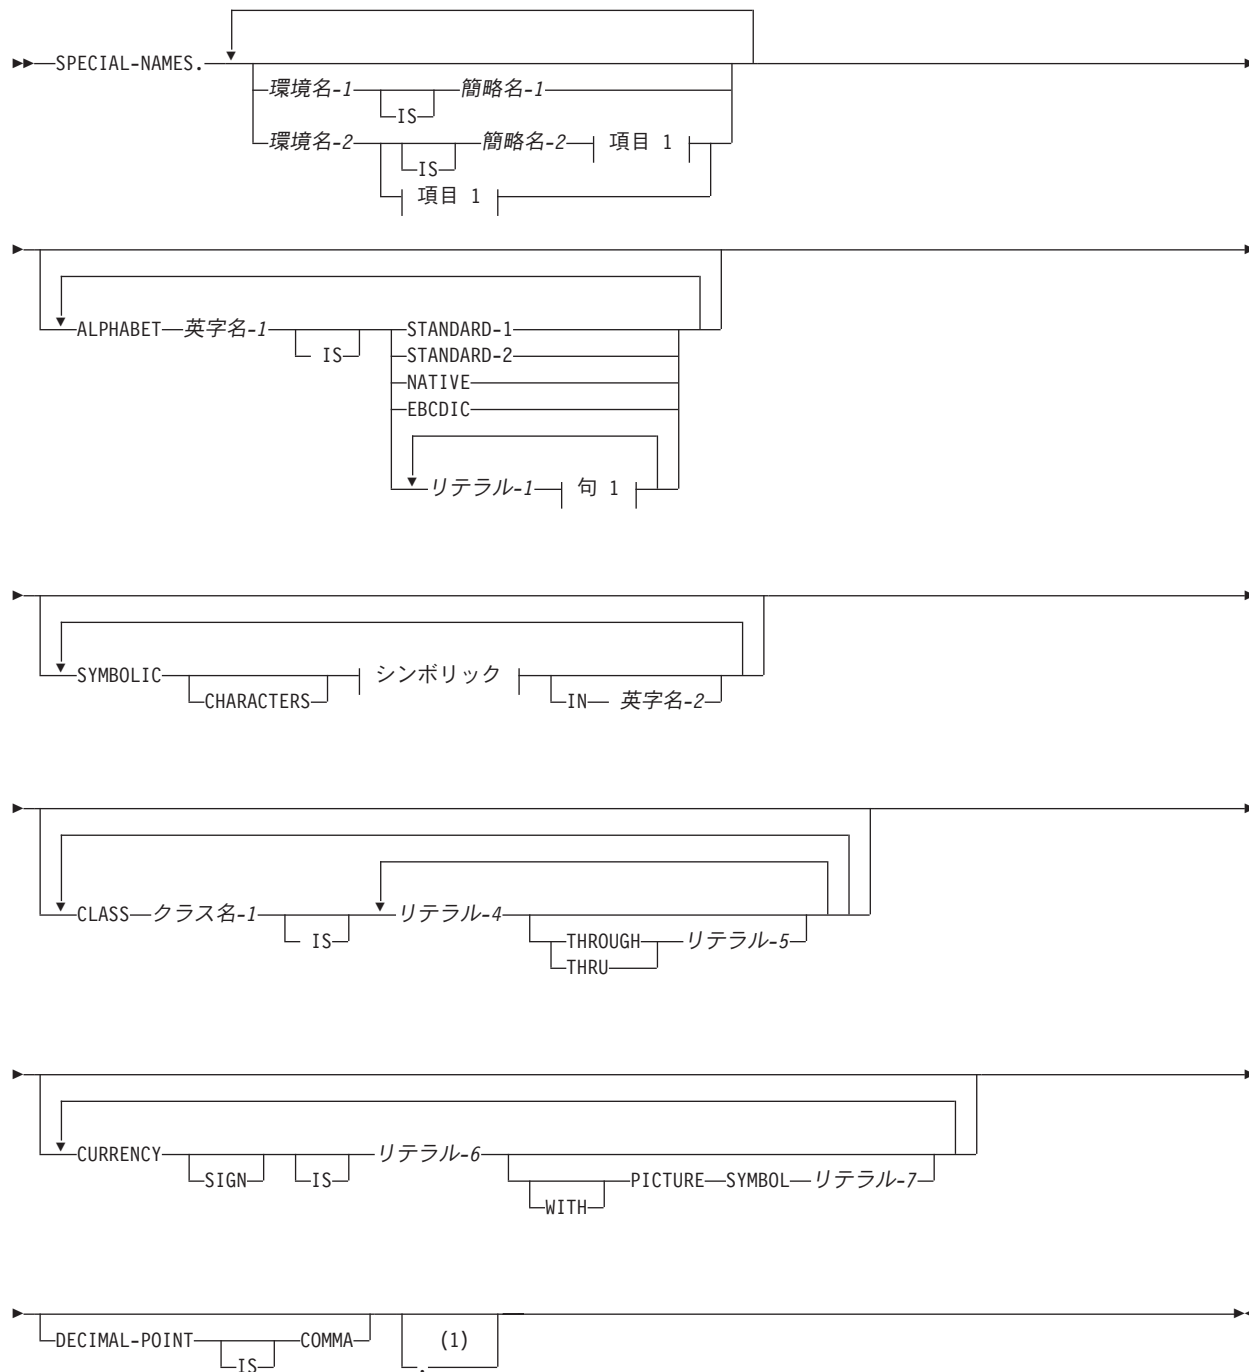 SPECIAL-NAMES.
環境名-1 簡略名-1
IS
環境名-2 簡略名-2 項目 1
IS
項目 1
ALPHABET 英字名-1 STANDARD-1
IS STANDARD-2
NATIVE
EBCDIC
リテラル-1 句 1
SYMBOLIC シンボリック
CHARACTERS IN 英字名-2
CLASS クラス名-1 リテラル-4
IS THROUGH リテラル-5
THRU
CURRENCY リテラル-6
SIGN IS PICTURE SYMBOL リテラル-7
WITH
DECIMAL-POINT COMMA (1)
IS .